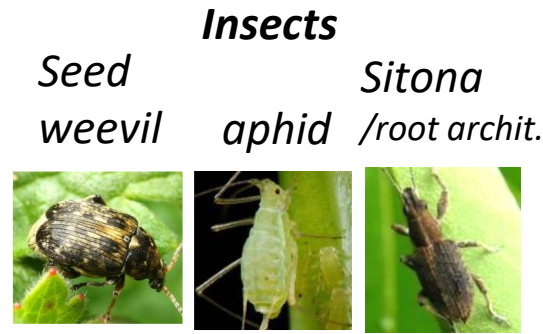 Insects
Seed
weevil
aphid
Sitona
/root archit.